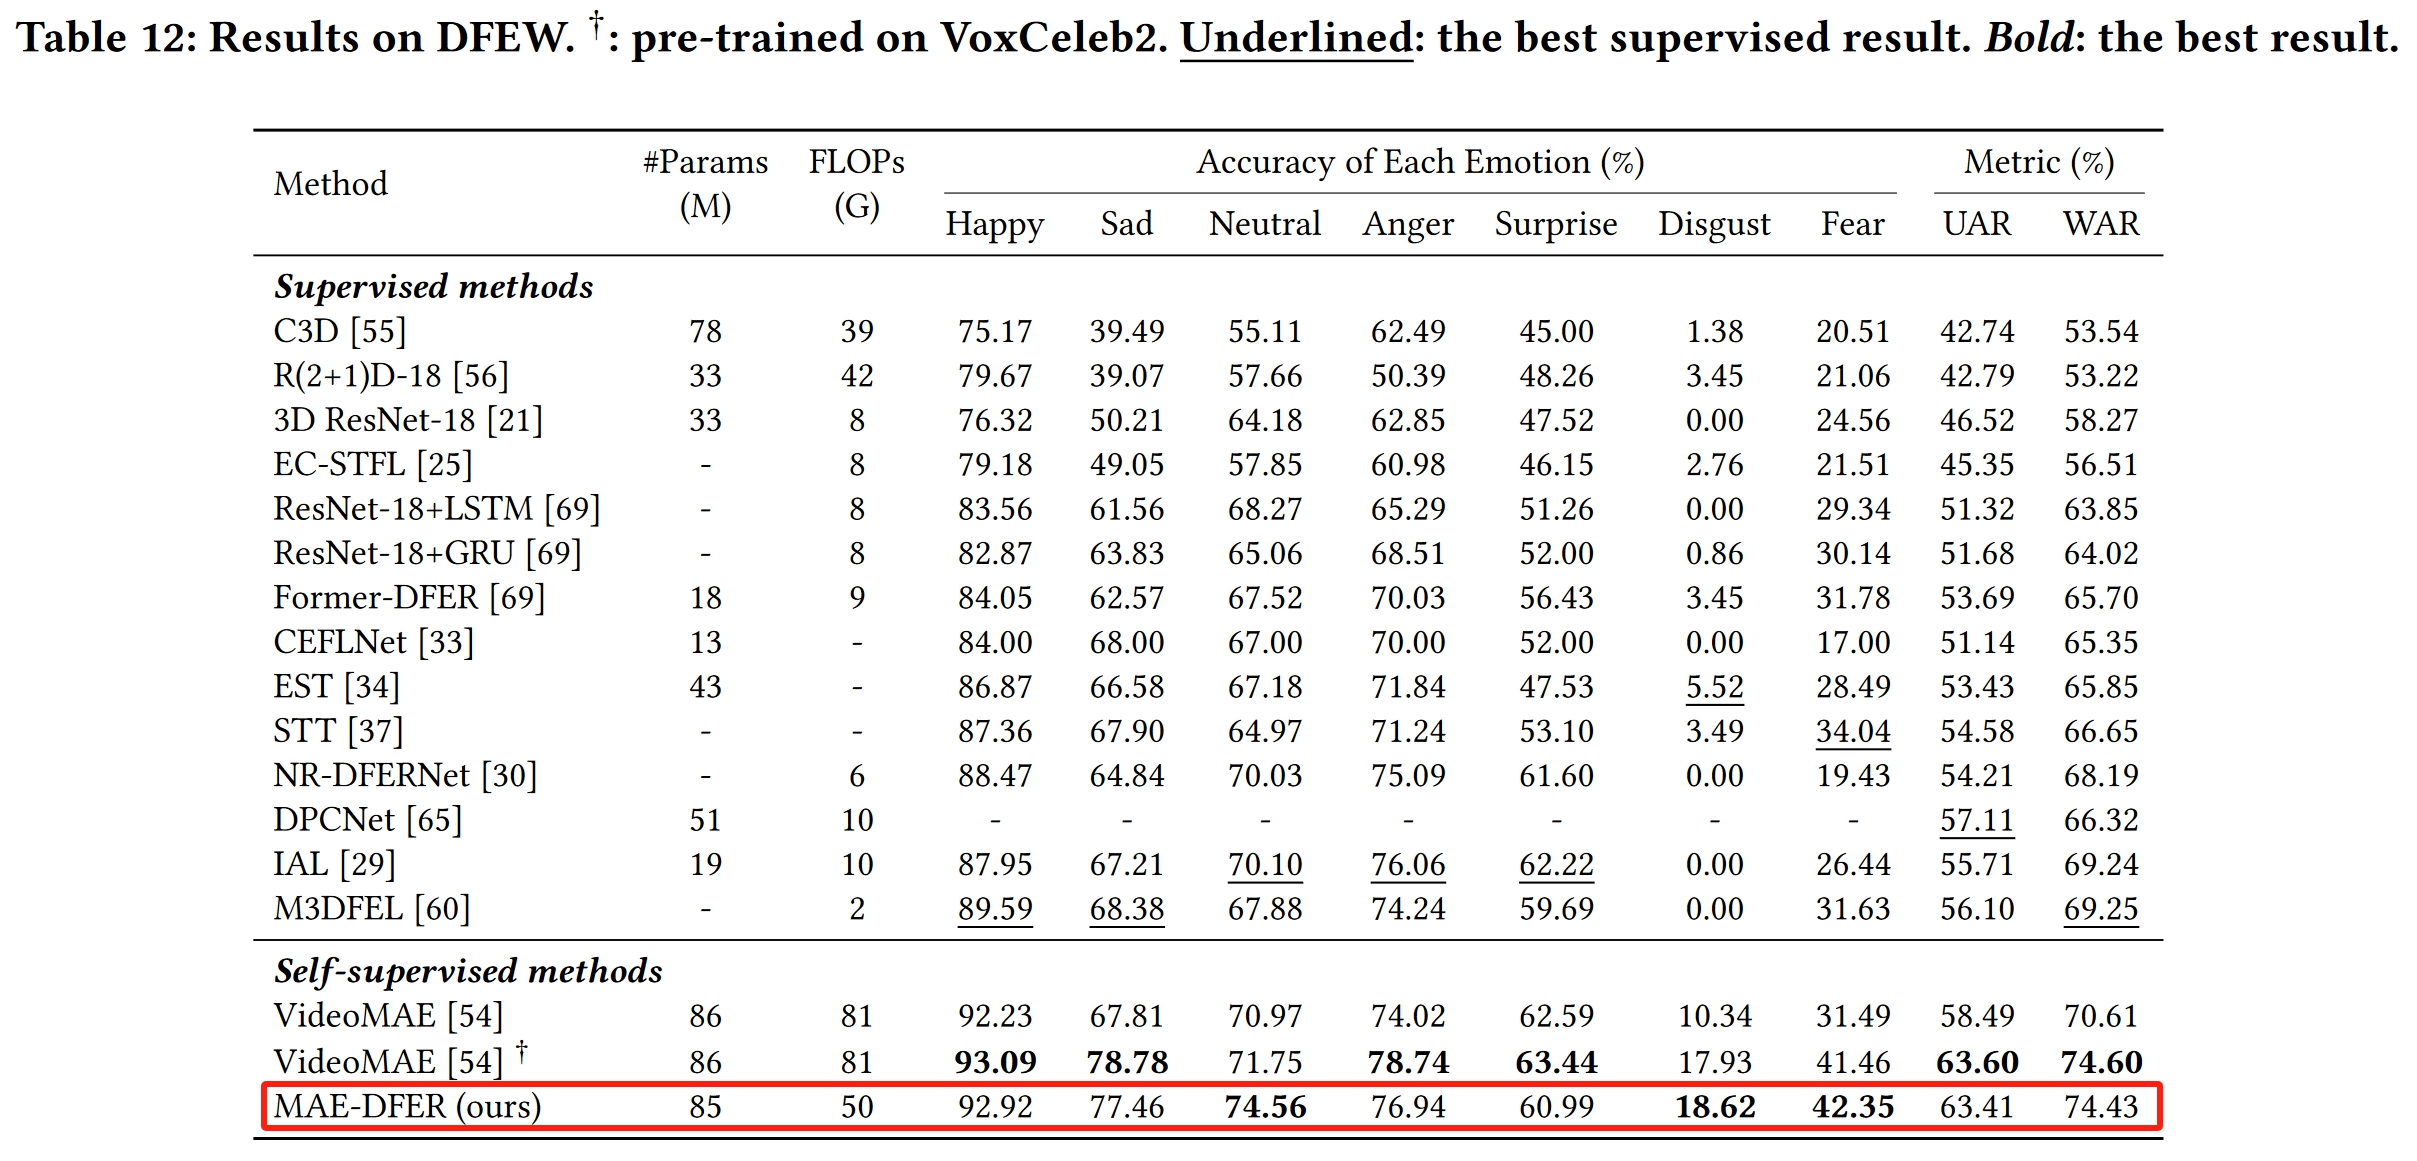 Table 12: Results on DFEW. †: pre-trained on VoxCeleb2. Underlined: the best supervised result. Bold: the best result.
Method #Params (M) FLOPs (G) Accuracy of Each Emotion (%) Metric (%)
Happy Sad Neutral Anger Surprise Disgust Fear UAR WAR
Supervised methods
C3D [55] 78 39 75.17 39.49 55.11 62.49 45.00 1.38 20.51 42.74 53.54
R(2+1)D-18 [56] 33 42 79.67 39.07 57.66 50.39 48.26 3.45 21.06 42.79 53.22
3D ResNet-18 [21] 33 8 76.32 50.21 64.18 62.85 47.52 0.00 24.56 46.52 58.27
EC-STFL [25] - 8 79.18 49.05 57.85 60.98 46.15 2.76 21.51 45.35 56.51
ResNet-18+LSTM [69] - 8 83.56 61.56 68.27 65.29 51.26 0.00 29.34 51.32 63.85
ResNet-18+GRU [69] - 8 82.87 63.83 65.06 68.51 52.00 0.86 30.14 51.68 64.02
Former-DFER [69] 18 9 84.05 62.57 67.52 70.03 56.43 3.45 31.78 53.69 65.70
CEFLNet [33] 13 - 84.00 68.00 67.00 70.00 52.00 0.00 17.00 51.14 65.35
EST [34] 43 - 86.87 66.58 67.18 71.84 47.53 5.52 28.49 53.43 65.85
STT [37] - - 87.36 67.90 64.97 71.24 53.10 3.49 34.04 54.58 66.65
NR-DFERNet [30] - 6 88.47 64.84 70.03 75.09 61.60 0.00 19.43 54.21 68.19
DPCNet [65] 51 10 - - - - - - - 57.11 66.32
IAL [29] 19 10 87.95 67.21 70.10 76.06 62.22 0.00 26.44 55.71 69.24
M3DFEL [60] - 2 89.59 68.38 67.88 74.24 59.69 0.00 31.63 56.10 69.25
Self-supervised methods
VideoMAE [54] 86 81 92.23 67.81 70.97 74.02 62.59 10.34 31.49 58.49 70.61
VideoMAE [54] † 86 81 93.09 78.78 71.75 78.74 63.44 17.93 41.46 63.60 74.60
MAE-DFER (ours) 85 50 92.92 77.46 74.56 76.94 60.99 18.62 42.35 63.41 74.43